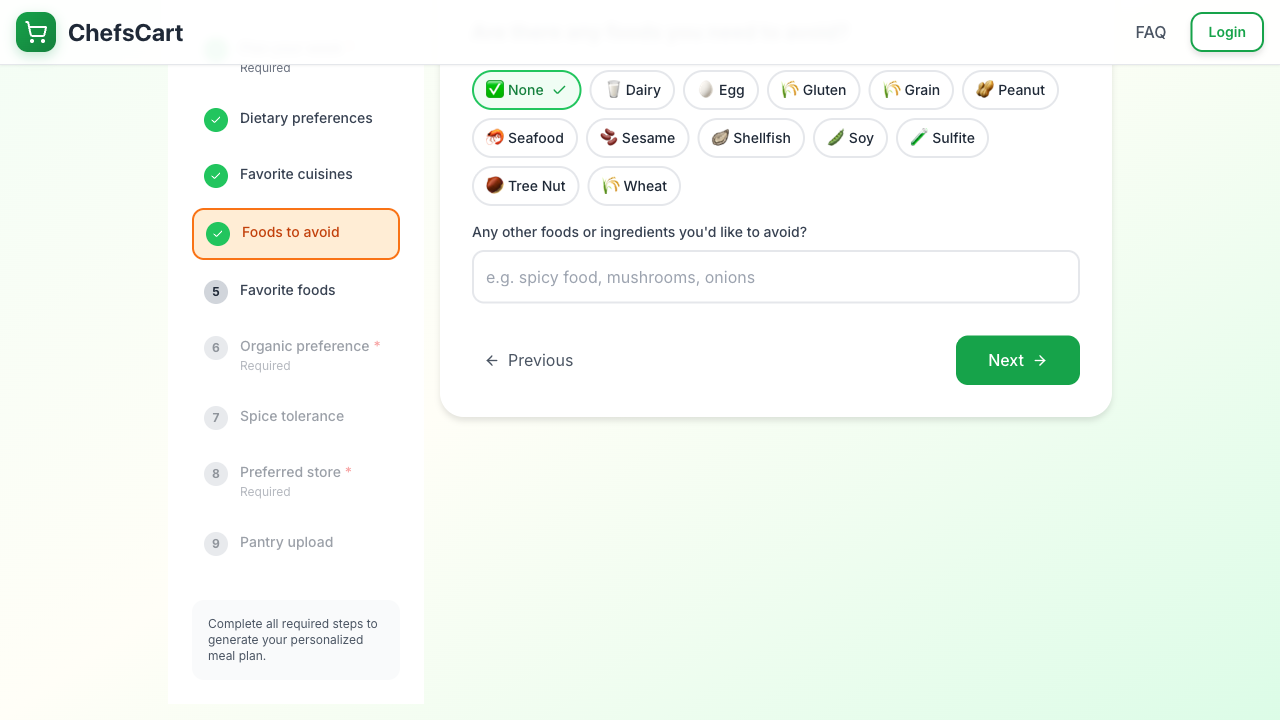 ChefsCart
FAQ
Login
Required
Dietary preferences
Favorite cuisines
Foods to avoid
5 Favorite foods
6 Organic preference *
Required
7 Spice tolerance
8 Preferred store *
Required
9 Pantry upload
Complete all required steps to
generate your personalized
meal plan.
None Dairy Egg Gluten Grain Peanut
Seafood Sesame Shellfish Soy Sulfite
Tree Nut Wheat
Any other foods or ingredients you'd like to avoid?
e.g. spicy food, mushrooms, onions
← Previous
Next →